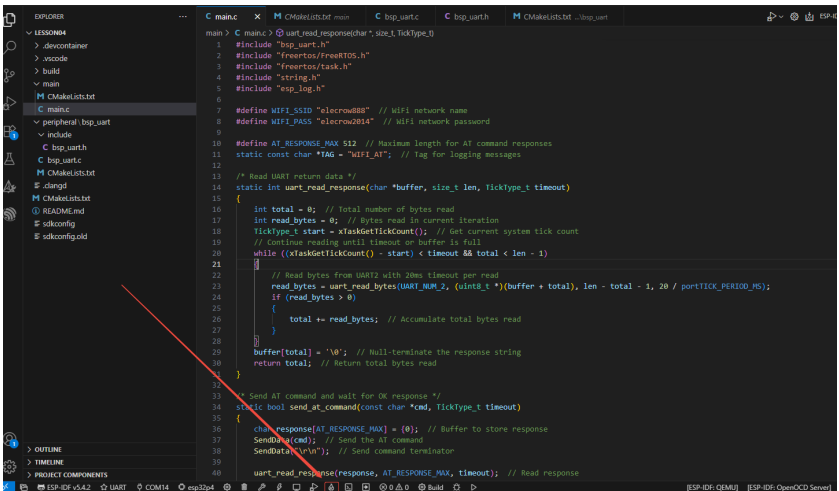 EXPLORER
LESSON04
.devcontainer
.vscode
build
main
CMakeLists.txt
main.c
peripheral \ bsp_uart
include
bsp_uart.h
bsp_uart.c
CMakeLists.txt
.clangd
CMakeLists.txt
README.md
sdkconfig
sdkconfig.old
OUTLINE
TIMELINE
PROJECT COMPONENTS
main.c CMakeLists.txt main bsp_uart.c bsp_uart.h CMakeLists.txt ...\bsp_uart
main > C main.c > uart_read_response(char *, size_t, TickType_t)
1 #include "bsp_uart.h"
2 #include "freertos/FreeRTOS.h"
3 #include "freertos/task.h"
4 #include "string.h"
5 #include "esp_log.h"
6
7 #define WIFI_SSID "elecrow888" // WiFi network name
8 #define WIFI_PASS "elecrow2014" // WiFi network password
9
10 #define AT_RESPONSE_MAX 512 // Maximum length for AT command responses
11 static const char *TAG = "WIFI_AT"; // Tag for logging messages
12
13 /* Read UART return data */
14 static int uart_read_response(char *buffer, size_t len, TickType_t timeout)
15 {
16 int total = 0; // Total number of bytes read
17 int read_bytes = 0; // Bytes read in current iteration
18 TickType_t start = xTaskGetTickCount(); // Get current system tick count
19 // Continue reading until timeout or buffer is full
20 while ((xTaskGetTickCount() - start) < timeout && total < len - 1)
21 {
22 // Read bytes from UART2 with 20ms timeout per read
23 read_bytes = uart_read_bytes(UART_NUM_2, (uint8_t *)(buffer + total), len - total - 1, 20 / portTICK_PERIOD_MS);
24 if (read_bytes > 0)
25 {
26 total += read_bytes; // Accumulate total bytes read
27 }
28 }
29 buffer[total] = '\0'; // Null-terminate the response string
30 return total; // Return total bytes read
31 }
32
33 /* Send AT command and wait for OK response */
34 static bool send_at_command(const char *cmd, TickType_t timeout)
35 {
36 char response[AT_RESPONSE_MAX] = {0}; // Buffer to store response
37 SendData(cmd); // Send the AT command
38 SendData("\r\n"); // Send command terminator
39
40 uart_read_response(response, AT_RESPONSE_MAX, timeout); // Read response
ESP-IDF v5.4.2 UART COM14 esp32p4 0 0 0 Build [ESP-IDF: QEMU] [ESP-IDF: OpenOCD Server]